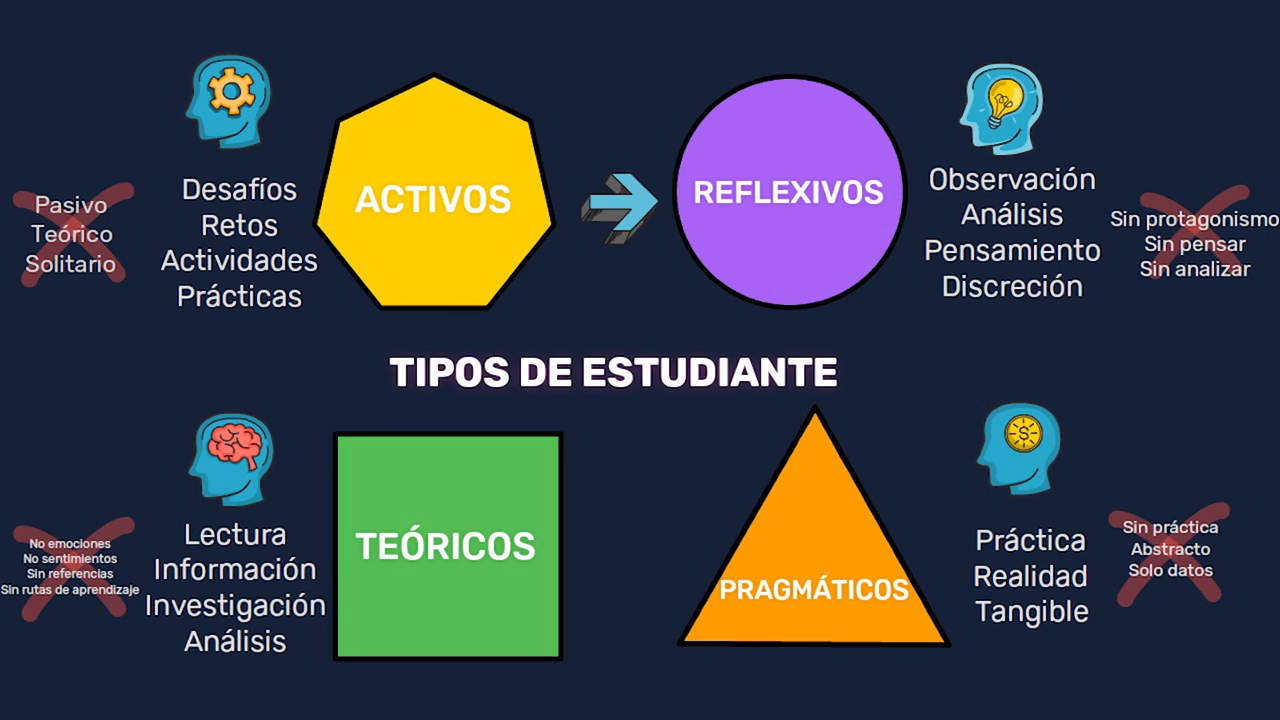 Pasivo
Teórico
Solitario
Desafíos
Retos
Actividades
Prácticas
ACTIVOS
REFLEXIVOS
Observación
Análisis
Pensamiento
Discreción
Sin protagonismo
Sin pensar
Sin analizar
TIPOS DE ESTUDIANTE
No emociones
No sentimientos
Sin referencias
Sin rutas de aprendizaje
Lectura
Información
Investigación
Análisis
TEÓRICOS
PRAGMÁTICOS
Práctica
Realidad
Tangible
Sin práctica
Abstracto
Solo datos